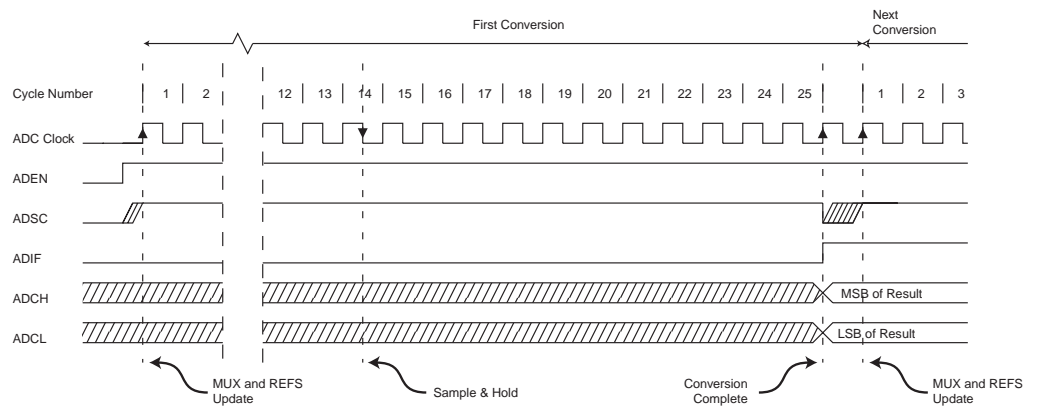 First Conversion
Next
Conversion
Cycle Number 1 2 12 13 14 15 16 17 18 19 20 21 22 23 24 25 1 2 3
ADC Clock
ADEN
ADSC
ADIF
ADCH MSB of Result
ADCL LSB of Result
MUX and REFS
Update
Sample & Hold
Conversion
Complete
MUX and REFS
Update